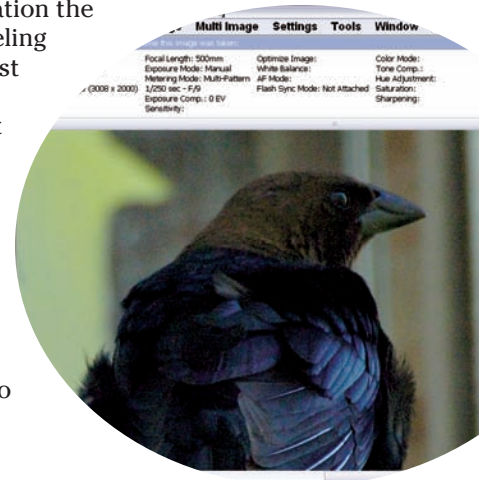 ation the
eling
st
t
o
Multi Image Settings Tools Window
Focal Length: 500mm Optimize Image: Color Mode:
Exposure Mode: Manual White Balance: Tone Comp.:
Metering Mode: Multi-Pattern AF Mode: Hue Adjustment:
(3008 x 2000) 1/250 sec - F/9 Flash Sync Mode: Not Attached Saturation:
Exposure Comp.: 0 EV Sharpening:
Sensitivity: